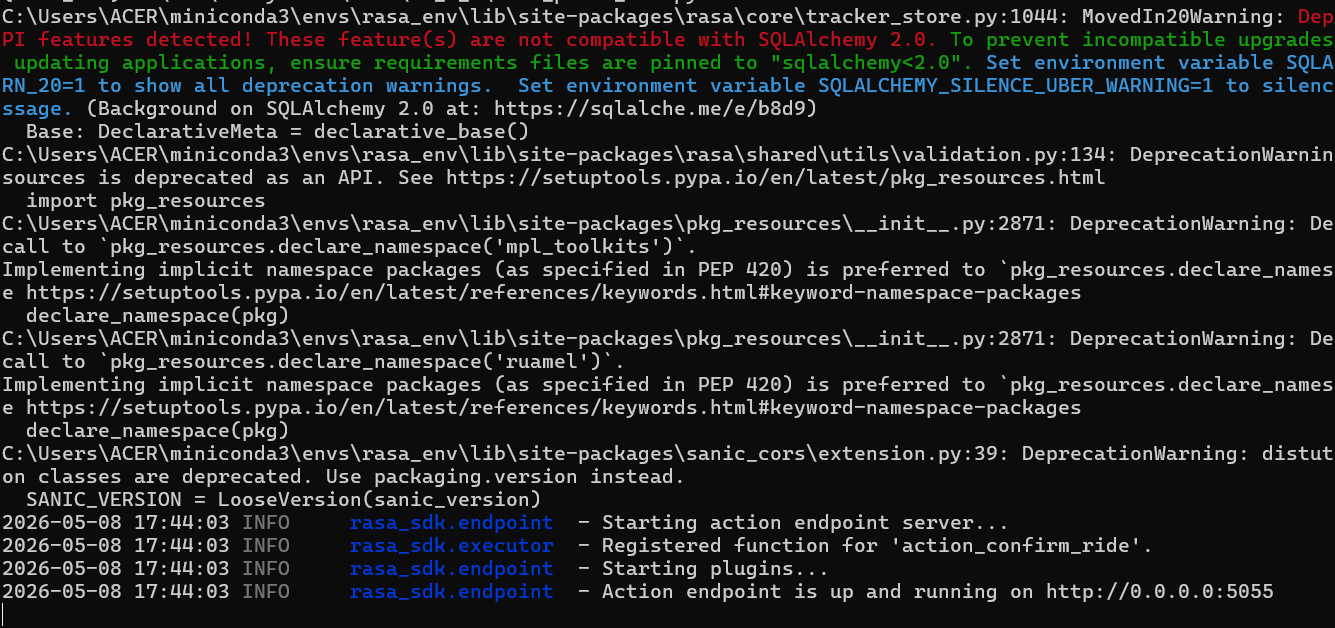 C:\Users\ACER\miniconda3\envs\rasa_env\lib\site-packages\rasa\core\tracker_store.py:1044: MovedIn20Warning: Dep
PI features detected! These feature(s) are not compatible with SQLAlchemy 2.0. To prevent incompatible upgrades
updating applications, ensure requirements files are pinned to "sqlalchemy<2.0". Set environment variable SQLA
RN_20=1 to show all deprecation warnings.  Set environment variable SQLALCHEMY_SILENCE_UBER_WARNING=1 to silenc
ssage. (Background on SQLAlchemy 2.0 at: https://sqlalche.me/e/b8d9)
  Base: DeclarativeMeta = declarative_base()
C:\Users\ACER\miniconda3\envs\rasa_env\lib\site-packages\rasa\shared\utils\validation.py:134: DeprecationWarnin
sources is deprecated as an API. See https://setuptools.pypa.io/en/latest/pkg_resources.html
  import pkg_resources
C:\Users\ACER\miniconda3\envs\rasa_env\lib\site-packages\pkg_resources\__init__.py:2871: DeprecationWarning: De
call to `pkg_resources.declare_namespace('mpl_toolkits')`.
Implementing implicit namespace packages (as specified in PEP 420) is preferred to `pkg_resources.declare_names
e https://setuptools.pypa.io/en/latest/references/keywords.html#keyword-namespace-packages
  declare_namespace(pkg)
C:\Users\ACER\miniconda3\envs\rasa_env\lib\site-packages\pkg_resources\__init__.py:2871: DeprecationWarning: De
call to `pkg_resources.declare_namespace('ruamel')`.
Implementing implicit namespace packages (as specified in PEP 420) is preferred to `pkg_resources.declare_names
e https://setuptools.pypa.io/en/latest/references/keywords.html#keyword-namespace-packages
  declare_namespace(pkg)
C:\Users\ACER\miniconda3\envs\rasa_env\lib\site-packages\sanic_cors\extension.py:39: DeprecationWarning: distut
on classes are deprecated. Use packaging.version instead.
  SANIC_VERSION = LooseVersion(sanic_version)
2026-05-08 17:44:03 INFO     rasa_sdk.endpoint  - Starting action endpoint server...
2026-05-08 17:44:03 INFO     rasa_sdk.executor  - Registered function for 'action_confirm_ride'.
2026-05-08 17:44:03 INFO     rasa_sdk.endpoint  - Starting plugins...
2026-05-08 17:44:03 INFO     rasa_sdk.endpoint  - Action endpoint is up and running on http://0.0.0.0:5055